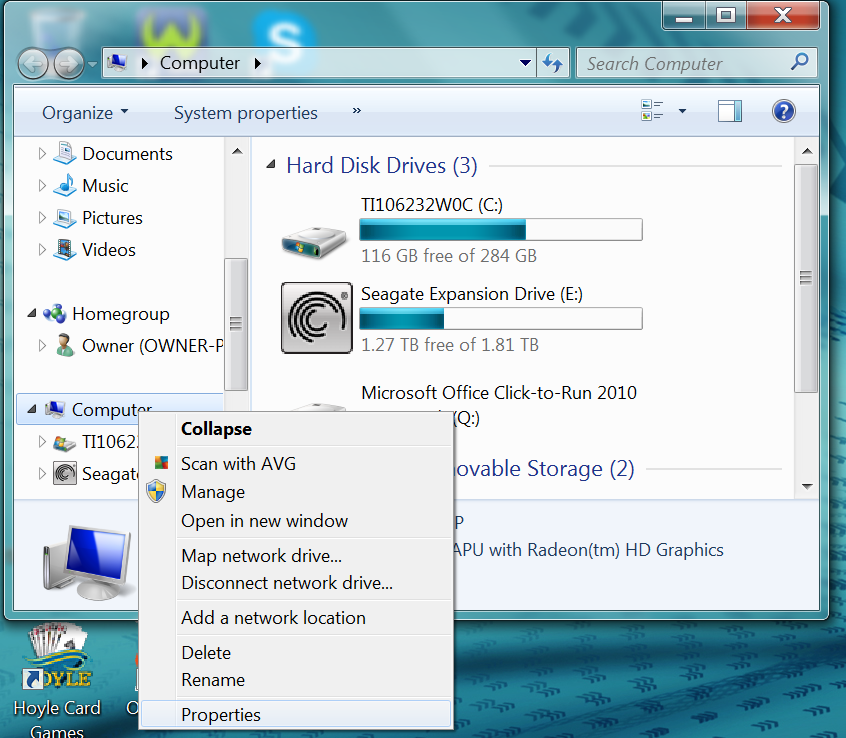 Computer
Search Computer
Organize
System properties
»
Documents
Music
Pictures
Videos
Homegroup
Owner (OWNER-P
Computer
TI1062
Seagate
Hard Disk Drives (3)
TI106232W0C (C:)
116 GB free of 284 GB
Seagate Expansion Drive (E:)
1.27 TB free of 1.81 TB
Microsoft Office Click-to-Run 2010
(Q:)
ovable Storage (2)
P
APU with Radeon(tm) HD Graphics
Collapse
Scan with AVG
Manage
Open in new window
Map network drive...
Disconnect network drive...
Add a network location
Delete
Rename
Properties
HOYLE
Hoyle Card
Games